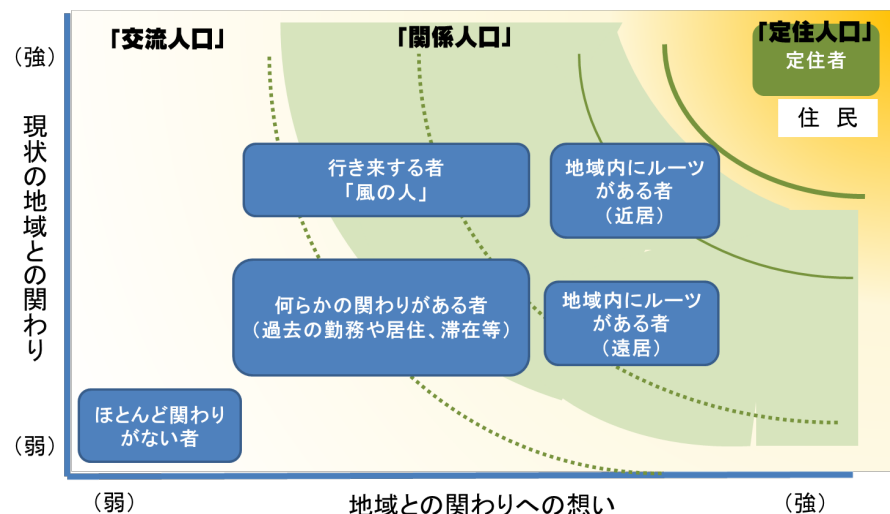 「交流人口」
「関係人口」
「定住人口」
定住者
住 民
(強)
現状の地域との関わり
(弱)
行き来する者
「風の人」
地域内にルーツ
がある者
(近居)
何らかの関わりがある者
(過去の勤務や居住、滞在等)
地域内にルーツ
がある者
(遠居)
ほとんど関わり
がない者
(弱)
地域との関わりへの想い
(強)